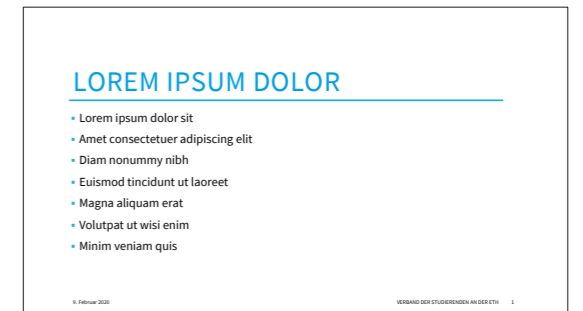 LOREM IPSUM DOLOR
▪ Lorem ipsum dolor sit
▪ Amet consectetuer adipiscing elit
▪ Diam nonummy nibh
▪ Euismod tincidunt ut laoreet
▪ Magna aliquam erat
▪ Volutpat ut wisi enim
▪ Minim veniam quis
9. Februar 2020 VERBAND DER STUDIERENDEN AN DER ETH 1